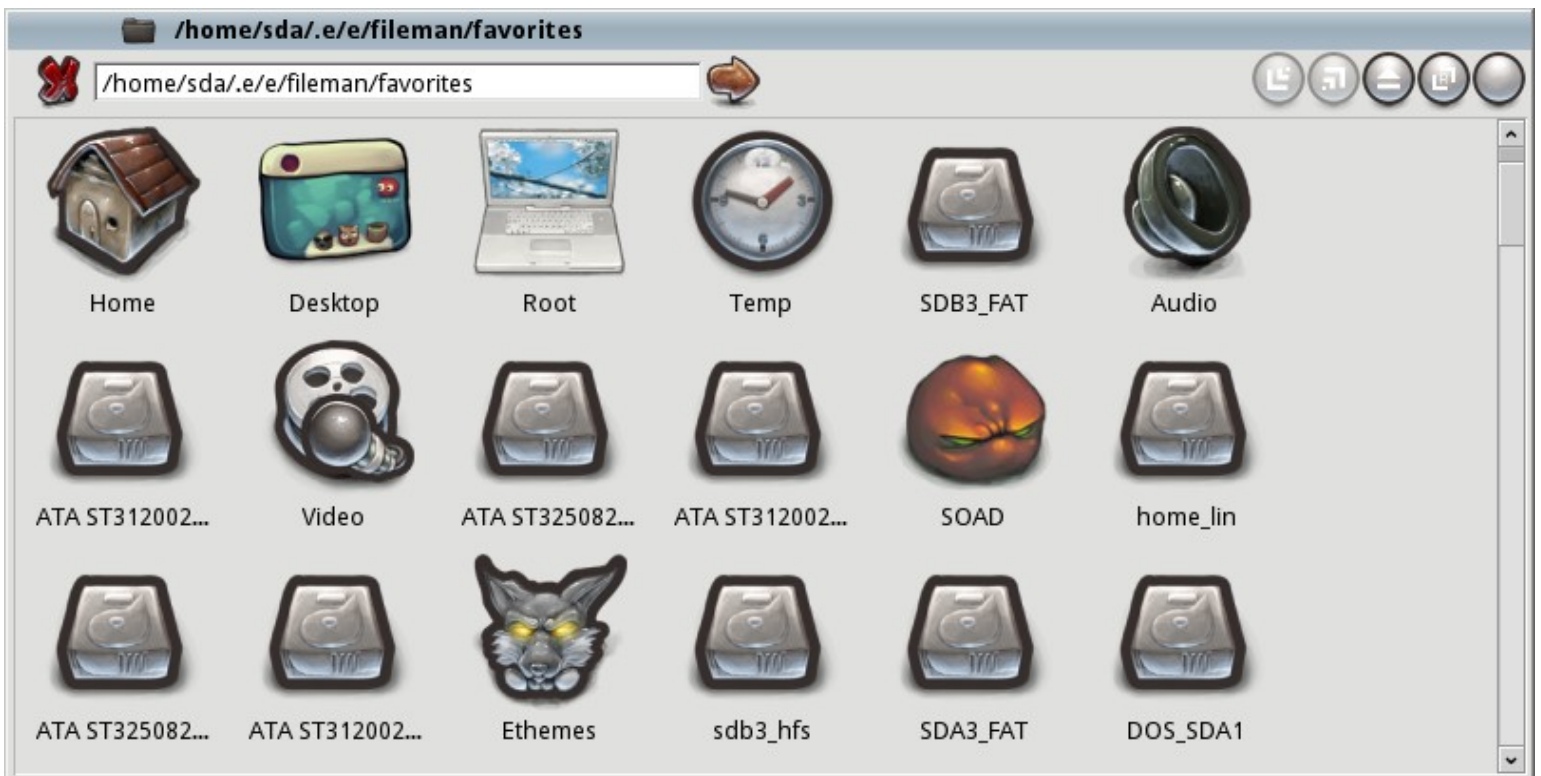 /home/sda/.e/e/fileman/favorites
/home/sda/.e/e/fileman/favorites
Home Desktop Root Temp SDB3_FAT Audio
ATA ST312002... Video ATA ST325082... ATA ST312002... SOAD home_lin
ATA ST325082... ATA ST312002... Ethemes sdb3_hfs SDA3_FAT DOS_SDA1